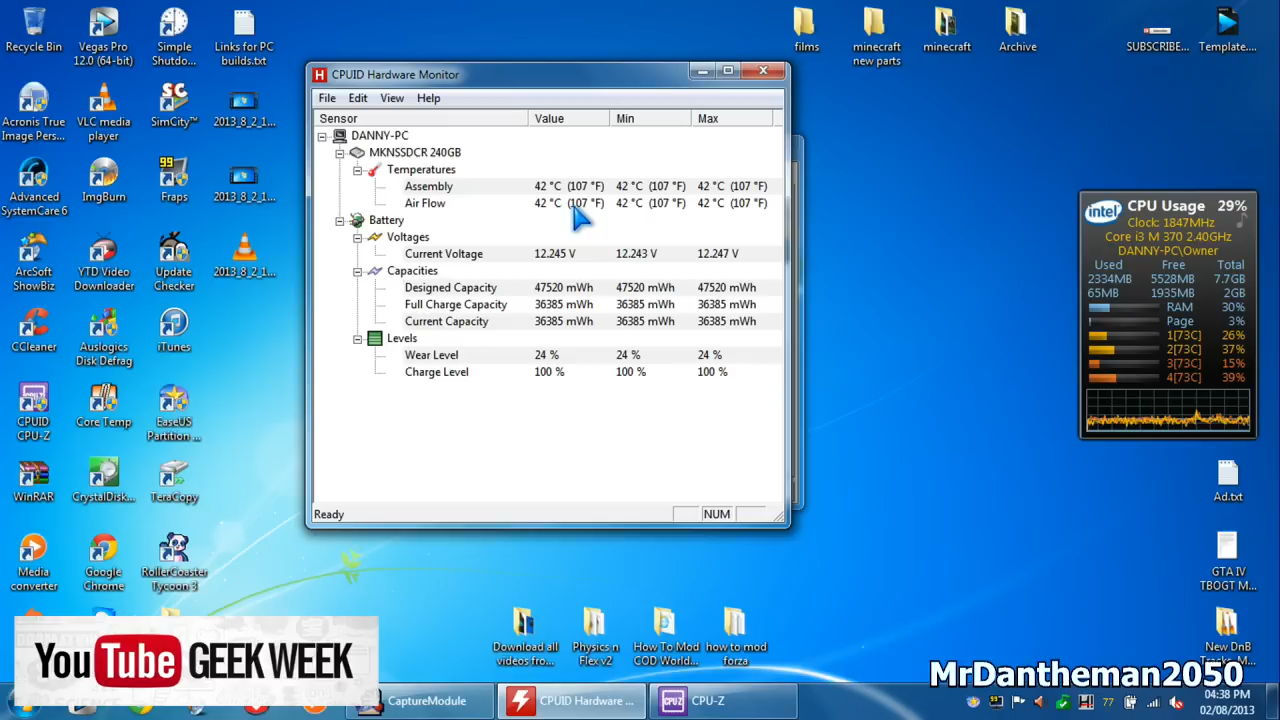 Recycle Bin
Vegas Pro
12.0 (64-bit)
Simple
Shutdo...
Links for PC
builds.txt
films
minecraft
new parts
minecraft
Archive
SUBSCRIBE...
Template....
Acronis True
Image Pers...
VLC media
player
SimCity™
2013_8_2_1...
Advanced
SystemCare 6
ImgBurn
99
Fraps
2013_8_2_1...
ArcSoft
ShowBiz
YTD Video
Downloader
Update
Checker
2013_8_2_1...
CCleaner
Auslogics
Disk Defrag
iTunes
CPUID
CPU-Z
Core Temp
EaseUS
Partition ...
WinRAR
CrystalDisk...
TeraCopy
Media
converter
Google
Chrome
RollerCoaster
Tycoon 3
CPUID Hardware Monitor
File Edit View Help
Sensor Value Min Max
DANNY-PC
MKNSSDCR 240GB
Temperatures
Assembly 42 °C (107 °F) 42 °C (107 °F) 42 °C (107 °F)
Air Flow 42 °C (107 °F) 42 °C (107 °F) 42 °C (107 °F)
Battery
Voltages
Current Voltage 12.245 V 12.243 V 12.247 V
Capacities
Designed Capacity 47520 mWh 47520 mWh 47520 mWh
Full Charge Capacity 36385 mWh 36385 mWh 36385 mWh
Current Capacity 36385 mWh 36385 mWh 36385 mWh
Levels
Wear Level 24 % 24 % 24 %
Charge Level 100 % 100 % 100 %
Ready NUM
intel CPU Usage 29%
Clock: 1847MHz
Core i3 M 370 2.40GHz
DANNY-PC\Owner
Used Free Total
2334MB 5528MB 7.7GB
65MB 1935MB 2GB
RAM 30%
Page 3%
1[73C] 26%
2[73C] 37%
3[73C] 15%
4[73C] 39%
Ad.txt
GTA IV
TBOGT M...
New DnB
Download all
videos fro...
Physics n
Flex v2
How To Mod
COD World...
how to mod
forza
YouTube GEEK WEEK
MrDantheman2050
CaptureModule
CPUID Hardware ...
CPU-Z
77
04:38 PM
02/08/2013